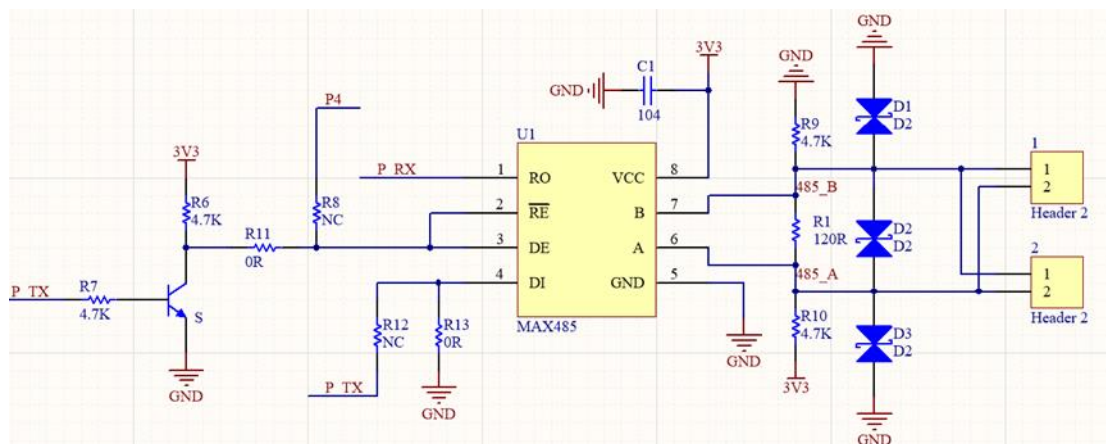 GND
3V3
GND
C1
GND
104
P4
U1
D1
D2
R9
4.7K
3V3
P_RX
1
RO
VCC
8
1
1
2
Header 2
R6
4.7K
R8
NC
2
RE
B
7
485_B
R11
0R
3
DE
A
6
R1
120R
D2
D2
485_A
2
1
2
Header 2
P_TX
R7
4.7K
S
4
DI
GND
5
R12
NC
R13
0R
MAX485
R10
4.7K
D3
D2
GND
GND
P_TX
GND
3V3
GND